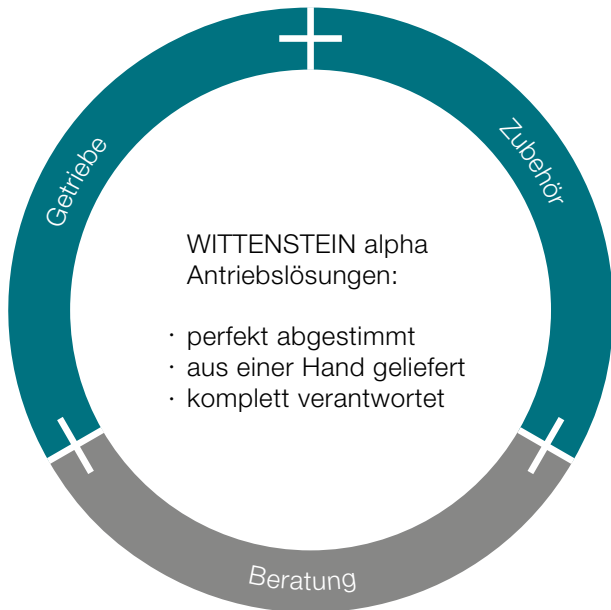 Getriebe
Zubehör
WITTENSTEIN alpha
Antriebslösungen:
· perfekt abgestimmt
· aus einer Hand geliefert
· komplett verantwortet
Beratung